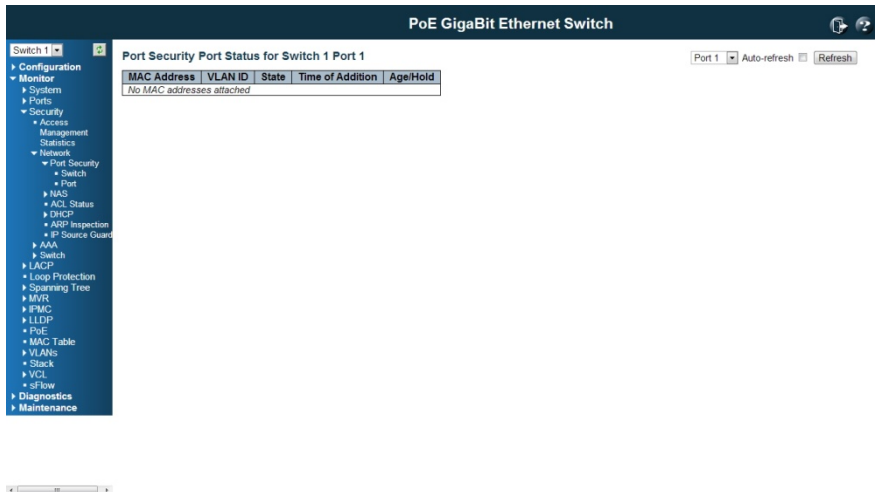 PoE GigaBit Ethernet Switch
Switch 1
Configuration
Monitor
System
Ports
Security
Access
Management
Statistics
Network
Port Security
Switch
Port
NAS
ACL Status
DHCP
ARP Inspection
IP Source Guard
AAA
Switch
LACP
Loop Protection
Spanning Tree
MVR
IPMC
LLDP
PoE
MAC Table
VLANs
Stack
VCL
sFlow
Diagnostics
Maintenance
Port Security Port Status for Switch 1 Port 1
Port 1 Auto-refresh Refresh
MAC Address VLAN ID State Time of Addition Age/Hold
No MAC addresses attached